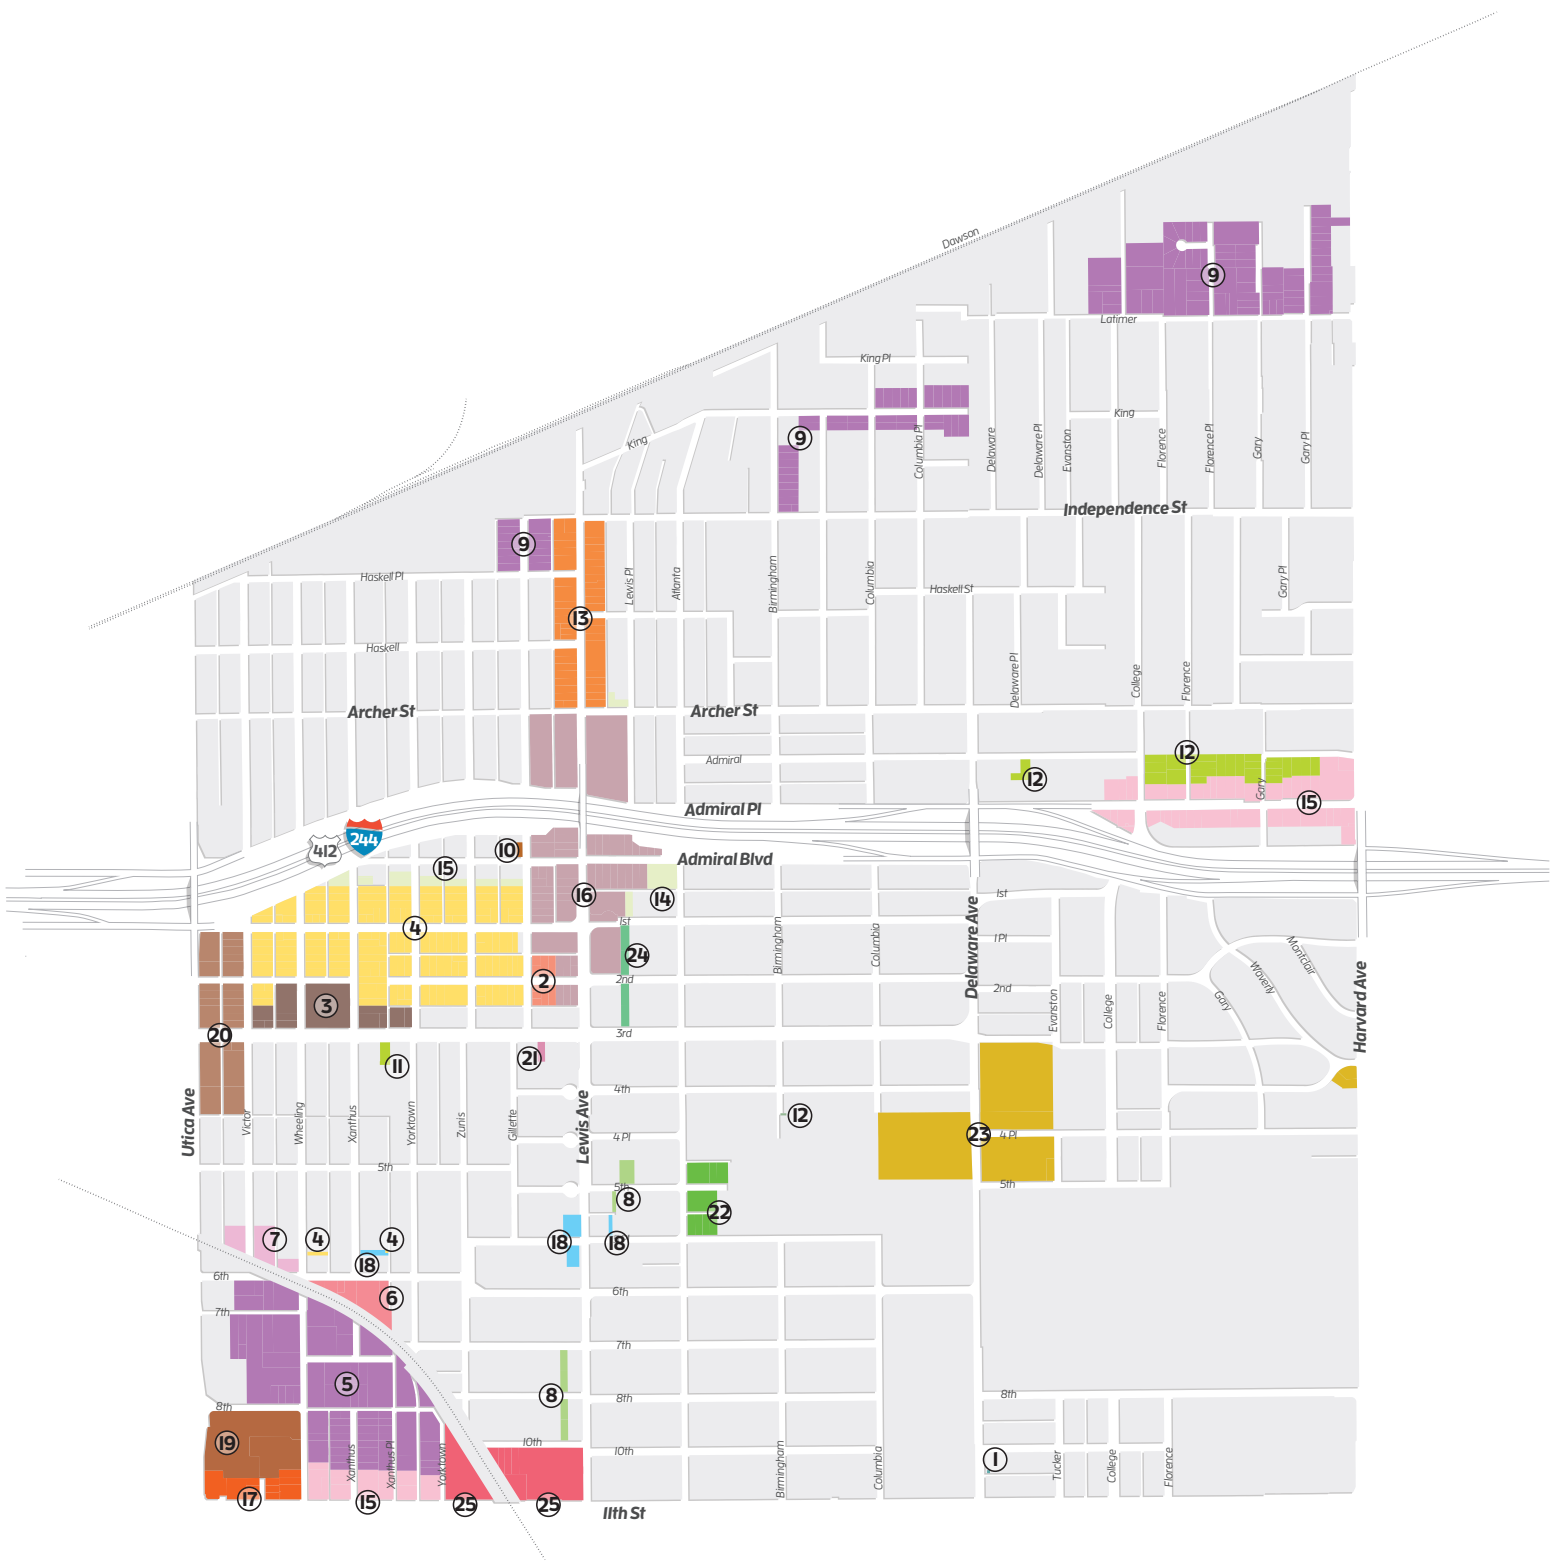 Dawson
9
Latimer
King Pl
King
King
9
Columbia Pl
Delaware
Delaware Pl
Evanston
Florence
Florence Pl
Gary
Gary Pl
Independence St
9
Haskell Pl
Lewis Pl
Atlanta
Birmingham
Columbia
Haskell St
Gary Pl
13
Haskell
Delaware Pl
College
Florence
Archer St
Archer St
Admiral
12
12
Gary
15
Admiral Pl
244
412
10
Admiral Blvd
15
16
14
1st
1st
4
Birmingham
Columbia
Delaware Ave
1 Pl
24
Montclair
Waverly
Gary
2
2nd
2nd
3
Evanston
College
Florence
Harvard Ave
20
3rd
21
11
4th
Utica Ave
Victor
Wheeling
Xanthus
Yorktown
Zunis
Gillette
Lewis Ave
12
4 Pl
23
4 Pl
5th
5th
5th
8
22
7
4
4
18
18
18
6th
6th
6
7th
7th
5
8
8th
8th
8th
19
10th
10th
Xanthus
Xanthus Pl
Yorktown
Birmingham
Columbia
1
Tucker
College
Florence
17
15
25
25
11th St